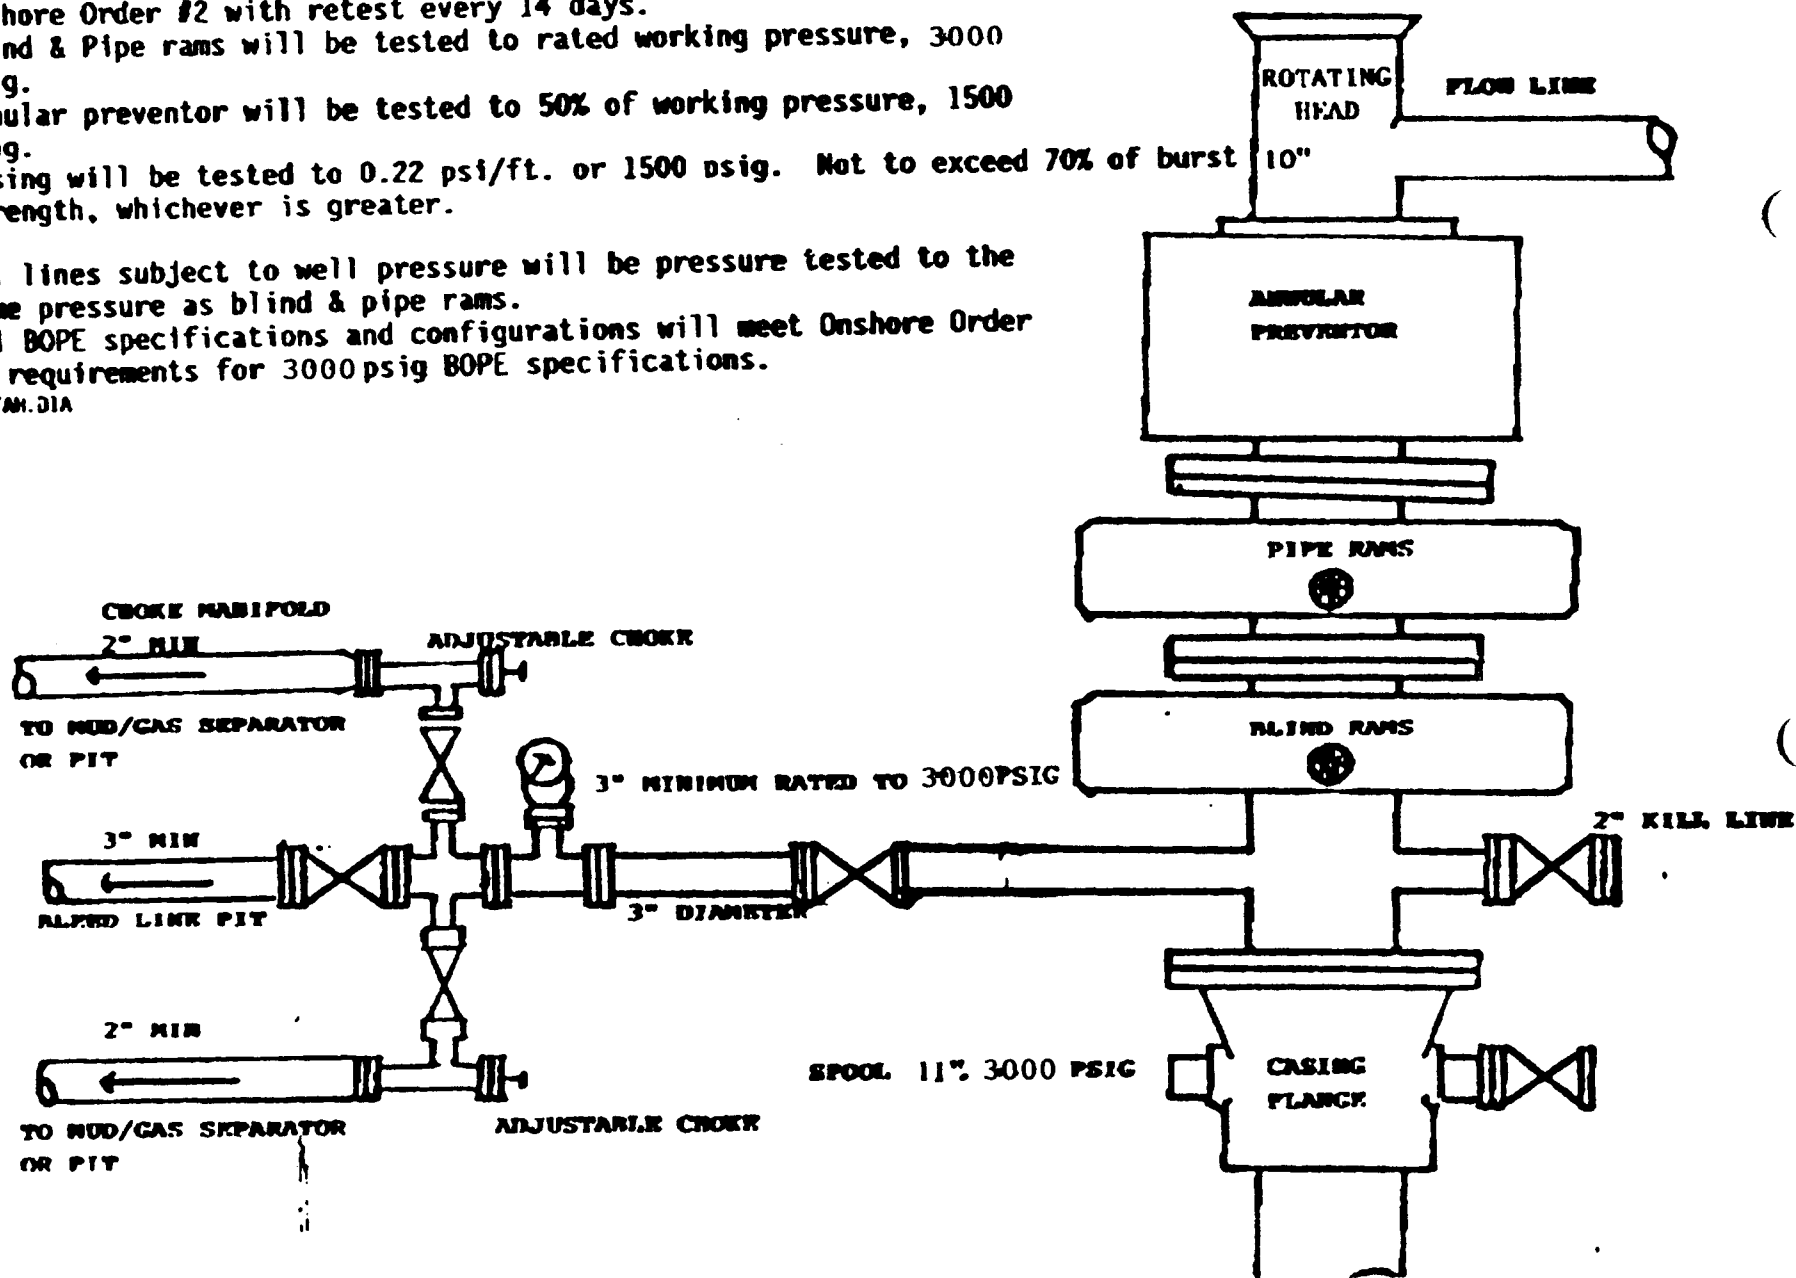 hore Order #2 with retest every 14 days.
nd & Pipe rams will be tested to rated working pressure, 3000
g.
ular preventor will be tested to 50% of working pressure, 1500
g.
sing will be tested to 0.22 psi/ft. or 1500 psig. Not to exceed 70% of burst
rength, whichever is greater.
lines subject to well pressure will be pressure tested to the
me pressure as blind & pipe rams.
BOPE specifications and configurations will meet Onshore Order
requirements for 3000 psig BOPE specifications.
AH.DIA
ROTATING
HEAD
FLOW LINE
10"
ANNULAR
PREVENTOR
PIPE RAMS
CHOKE MANIFOLD
2" MIN
ADJUSTABLE CHOKE
TO MUD/GAS SEPARATOR
OR PIT
BLIND RAMS
3" MINIMUM RATED TO 3000PSIG
2" KILL LINE
3" MIN
BLEED LINE PIT
3" DIAMETER
2" MIN
SPOOL 11", 3000 PSIG
CASING
FLANGE
TO MUD/GAS SEPARATOR
OR PIT
ADJUSTABLE CHOKE